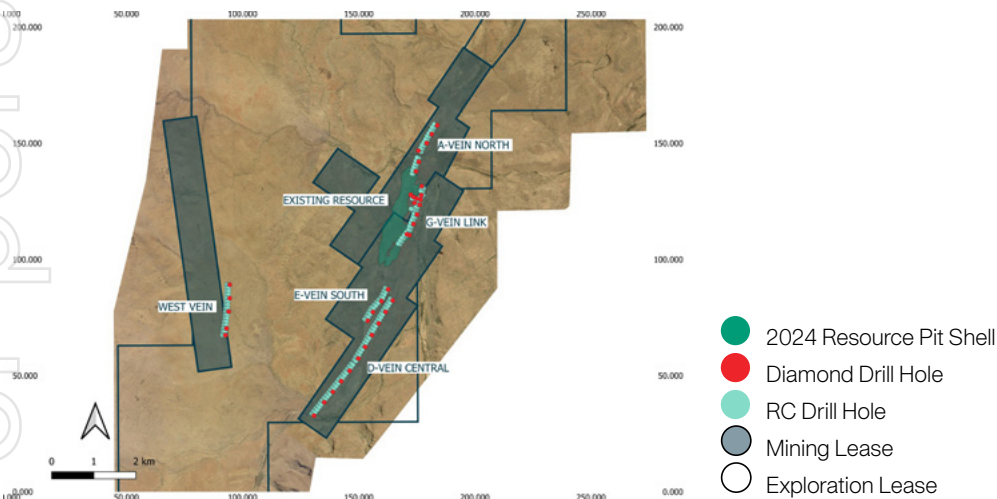 50.000 100.000 150.000 200.000 250.000
200.000 200.000
150.000 150.000
A-VEIN NORTH
EXISTING RESOURCE
G-VEIN LINK
100.000 100.000
E-VEIN SOUTH
WEST VEIN
D-VEIN CENTRAL
50.000 50.000
0 1 2 km
0.000 0.000
50.000 100.000 150.000 200.000 250.000
2024 Resource Pit Shell
Diamond Drill Hole
RC Drill Hole
Mining Lease
Exploration Lease